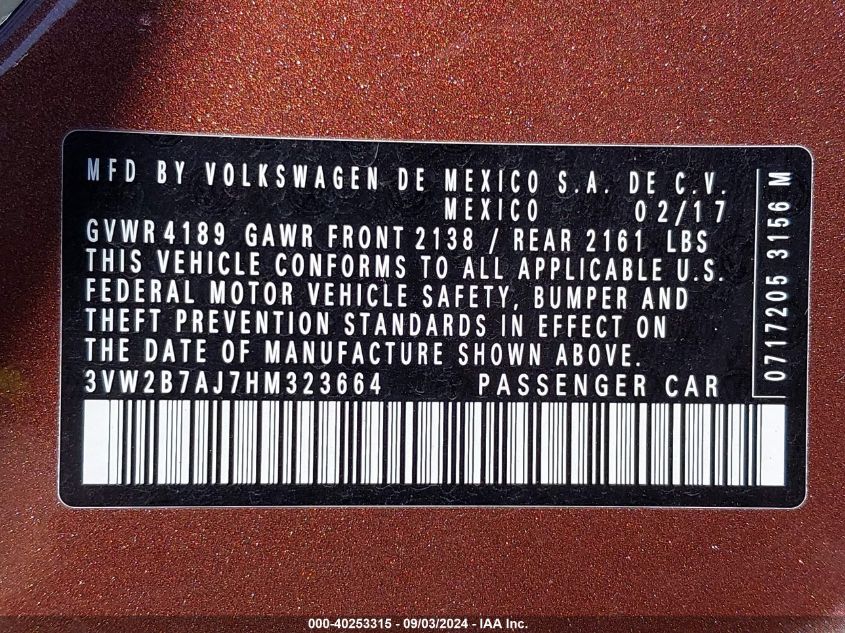 MFD BY VOLKSWAGEN DE MEXICO S.A. DE C.V.
MEXICO 02/17
GVWR 4189 GAWR FRONT 2138 / REAR 2161 LBS
THIS VEHICLE CONFORMS TO ALL APPLICABLE U.S.
FEDERAL MOTOR VEHICLE SAFETY, BUMPER AND
THEFT PREVENTION STANDARDS IN EFFECT ON
THE DATE OF MANUFACTURE SHOWN ABOVE.
3VW2B7AJ7HM323664 PASSENGER CAR
0717205 3156 M
000-40253315 - 09/03/2024 - IAA Inc.